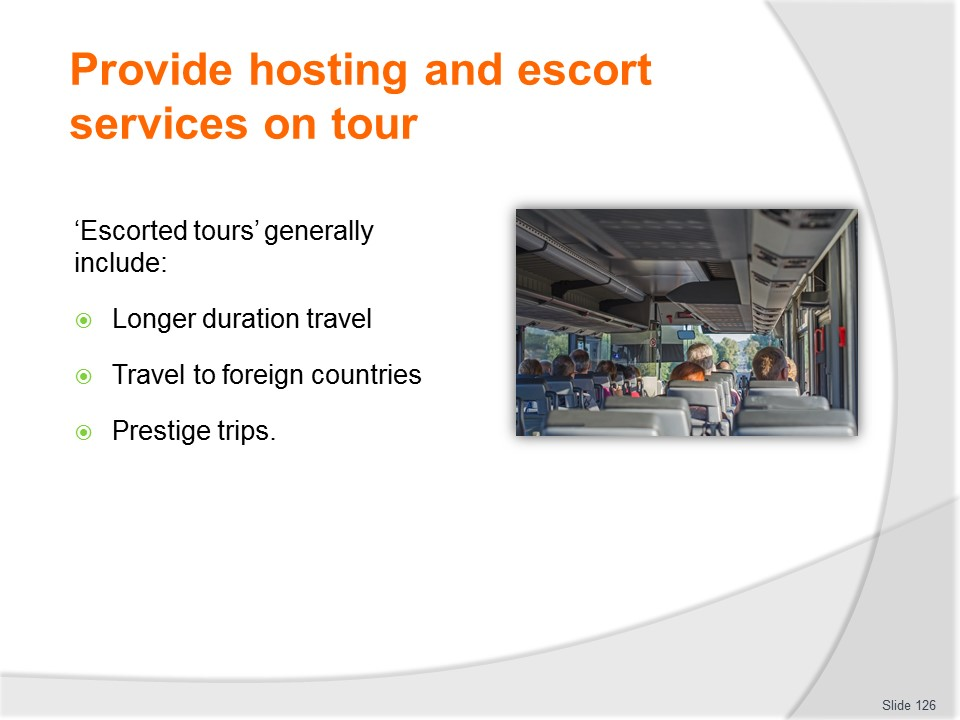 Provide hosting and escort
services on tour
‘Escorted tours’ generally
include:
Longer duration travel
Travel to foreign countries
Prestige trips.
Slide 126